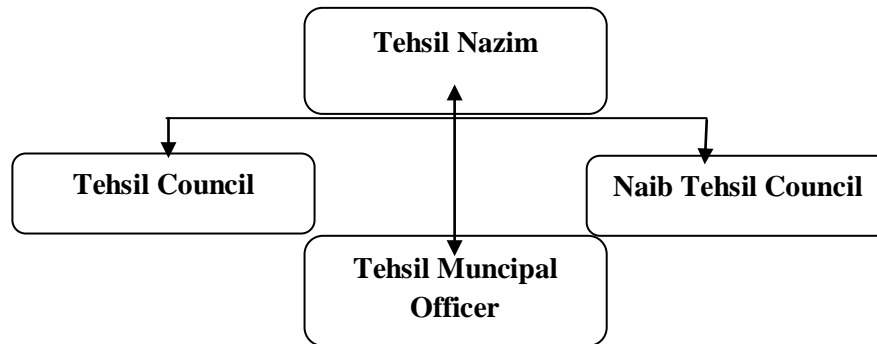 Tehsil Nazim
Tehsil Council
Naib Tehsil Council
Tehsil Muncipal
Officer